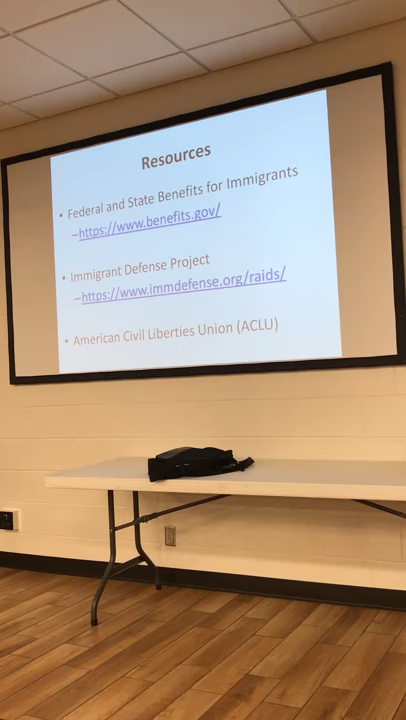 Resources
• Federal and State Benefits for Immigrants
–https://www.benefits.gov/
• Immigrant Defense Project
–https://www.immdefense.org/raids/
• American Civil Liberties Union (ACLU)